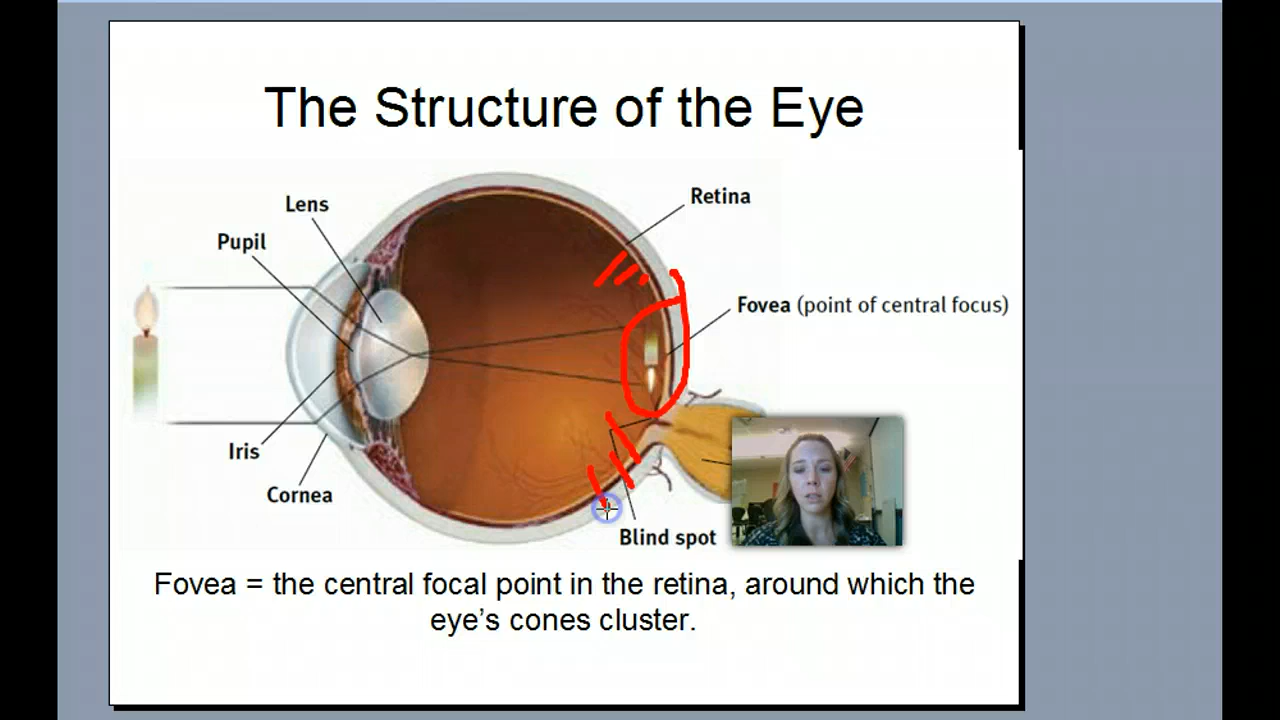 The Structure of the Eye
Lens
Retina
Pupil
Fovea (point of central focus)
Iris
Cornea
Blind spot
Fovea = the central focal point in the retina, around which the
eye's cones cluster.